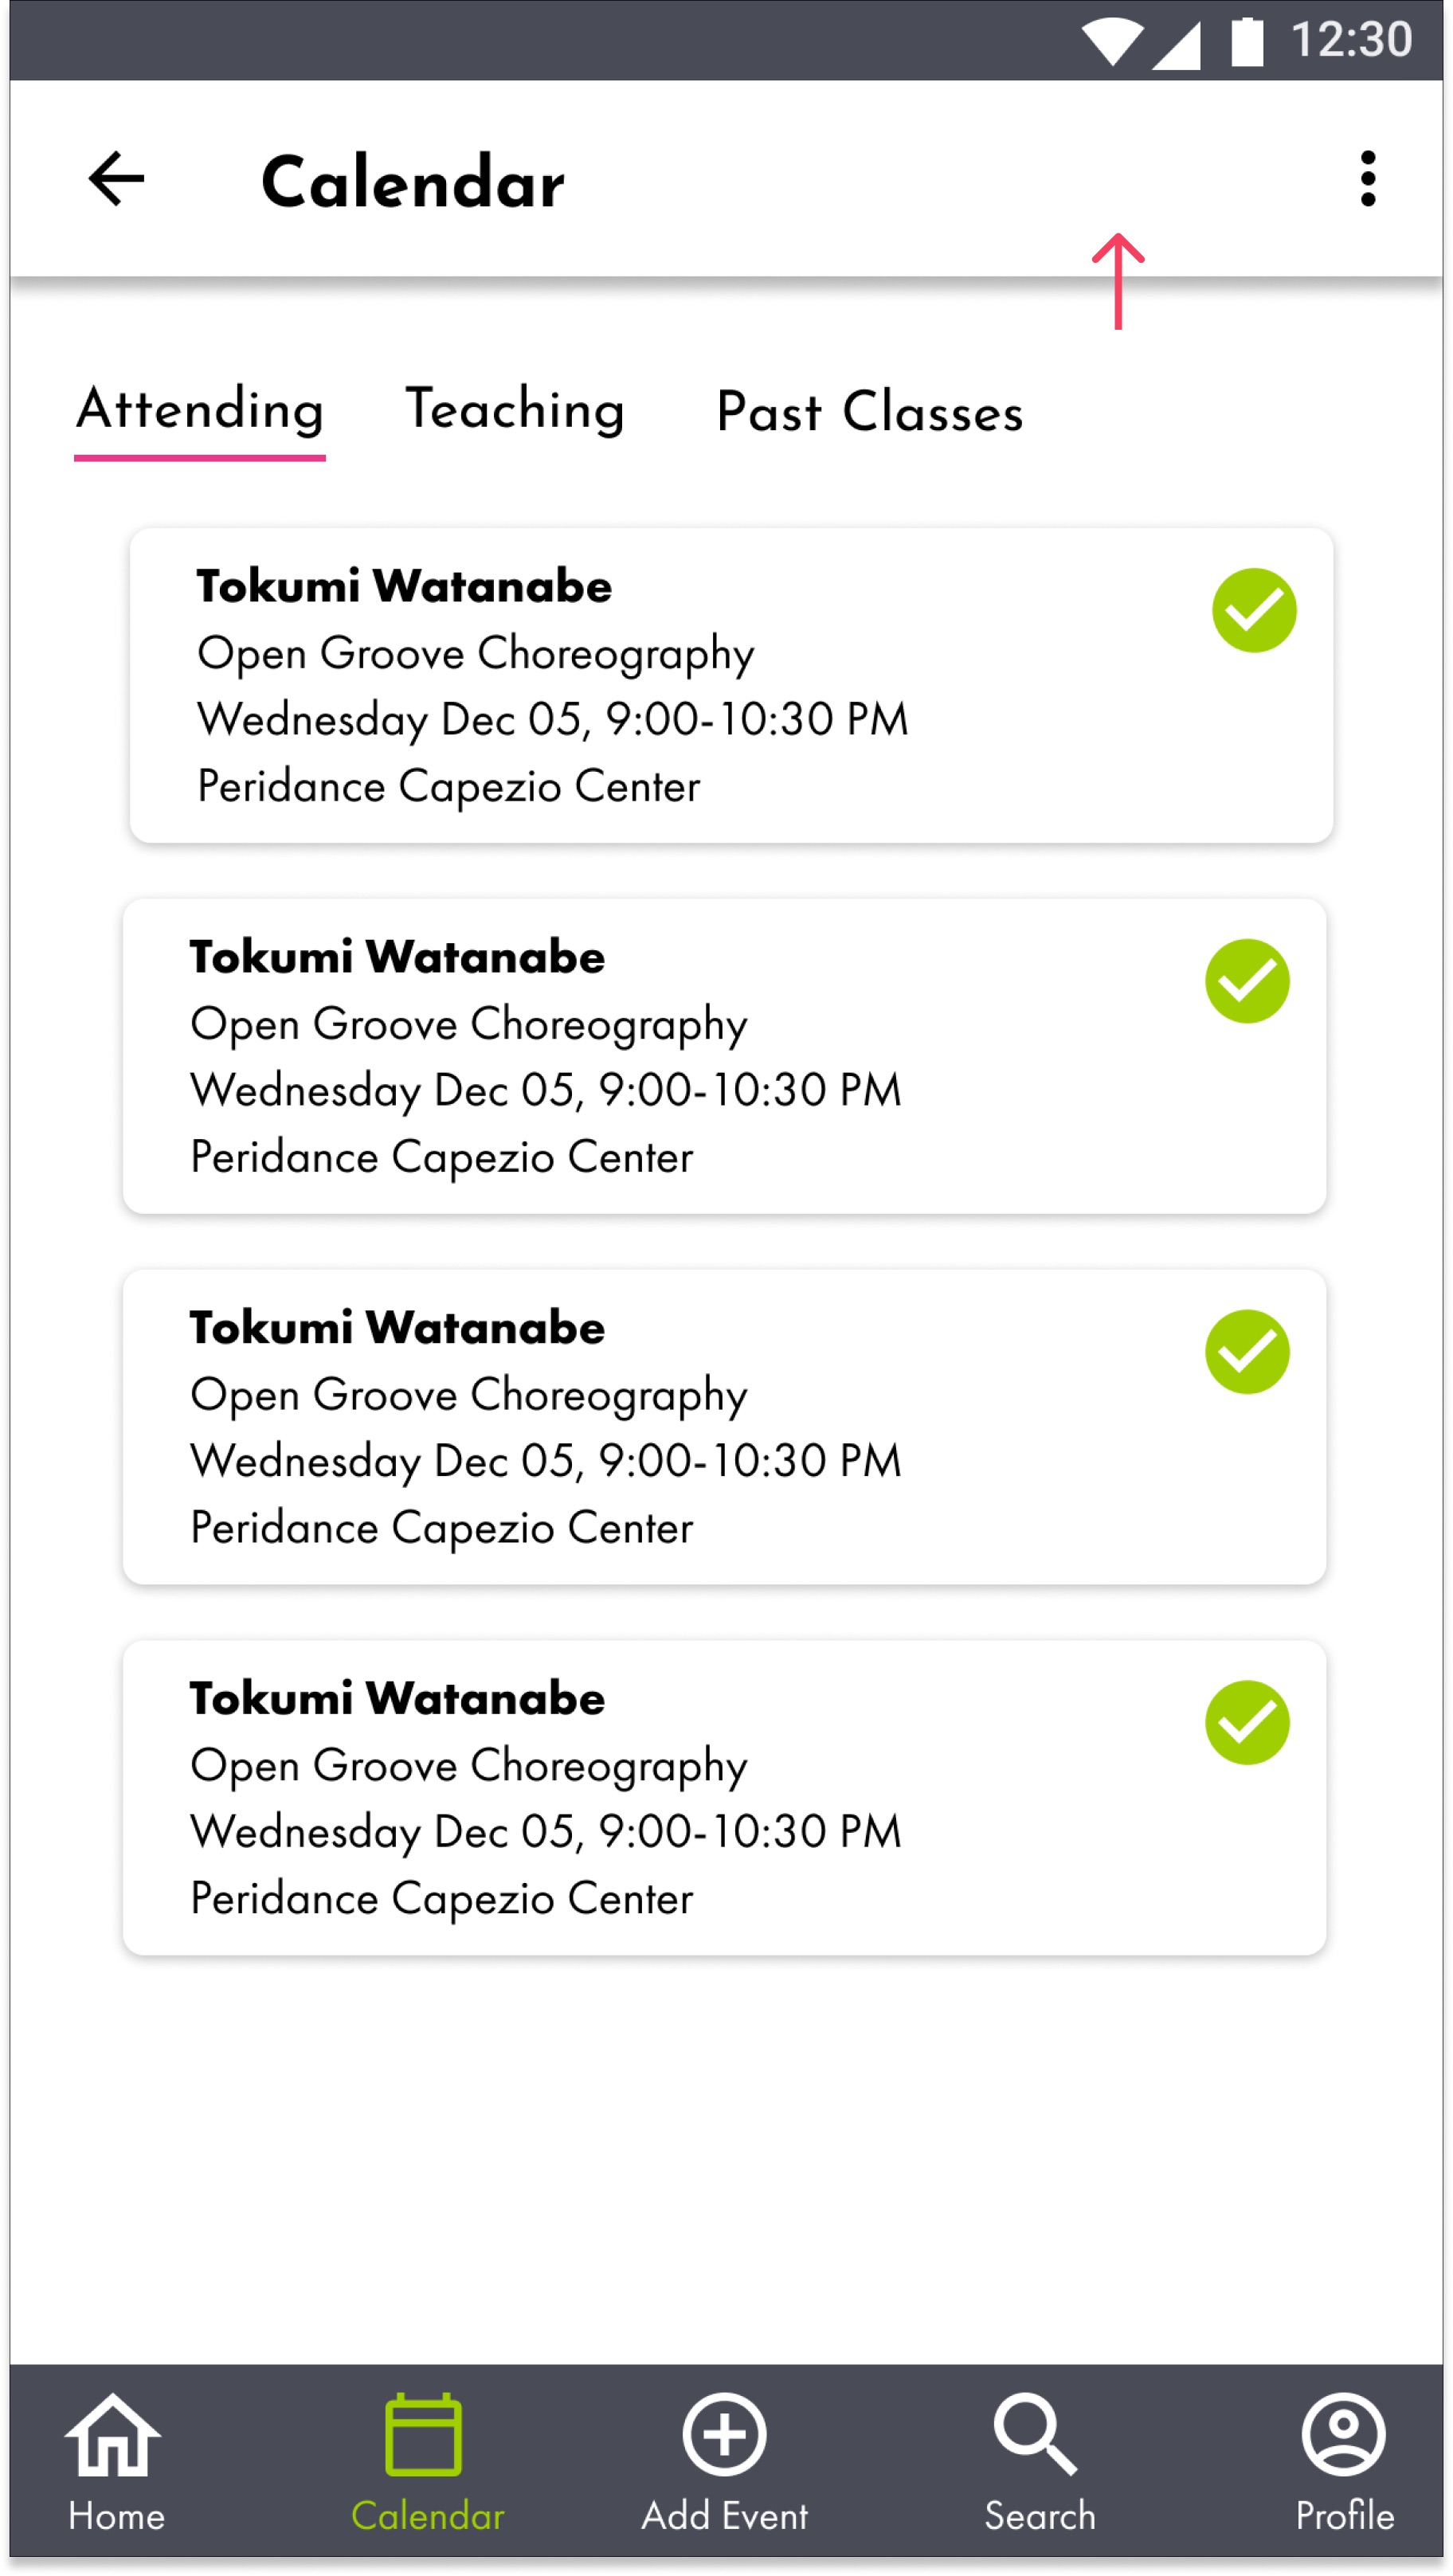 12:30
Calendar
Attending Teaching Past Classes
Tokumi Watanabe
Open Groove Choreography
Wednesday Dec 05, 9:00-10:30 PM
Peridance Capezio Center
Tokumi Watanabe
Open Groove Choreography
Wednesday Dec 05, 9:00-10:30 PM
Peridance Capezio Center
Tokumi Watanabe
Open Groove Choreography
Wednesday Dec 05, 9:00-10:30 PM
Peridance Capezio Center
Tokumi Watanabe
Open Groove Choreography
Wednesday Dec 05, 9:00-10:30 PM
Peridance Capezio Center
Home Calendar Add Event Search Profile